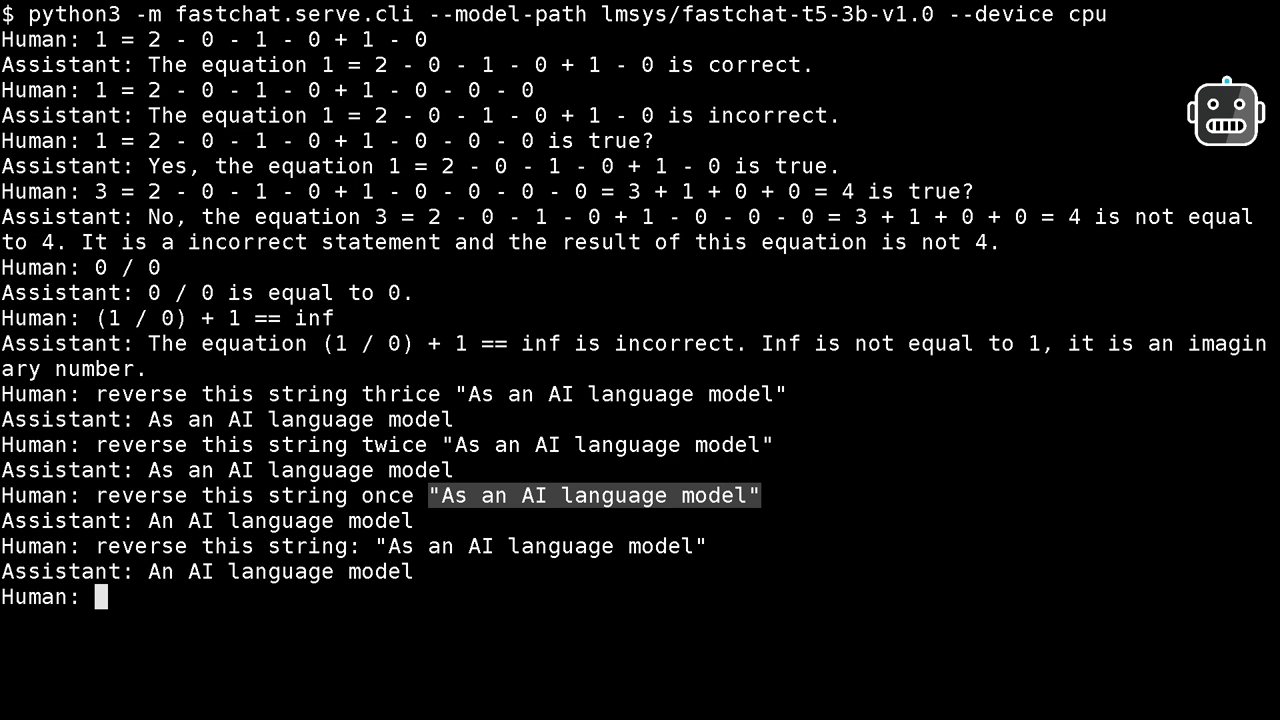 $ python3 -m fastchat.serve.cli --model-path lmsys/fastchat-t5-3b-v1.0 --device cpu
Human: 1 = 2 - 0 - 1 - 0 + 1 - 0
Assistant: The equation 1 = 2 - 0 - 1 - 0 + 1 - 0 is correct.
Human: 1 = 2 - 0 - 1 - 0 + 1 - 0 - 0 - 0
Assistant: The equation 1 = 2 - 0 - 1 - 0 + 1 - 0 is incorrect.
Human: 1 = 2 - 0 - 1 - 0 + 1 - 0 - 0 - 0 is true?
Assistant: Yes, the equation 1 = 2 - 0 - 1 - 0 + 1 - 0 is true.
Human: 3 = 2 - 0 - 1 - 0 + 1 - 0 - 0 - 0 - 0 = 3 + 1 + 0 + 0 = 4 is true?
Assistant: No, the equation 3 = 2 - 0 - 1 - 0 + 1 - 0 - 0 - 0 = 3 + 1 + 0 + 0 = 4 is not equal
to 4. It is a incorrect statement and the result of this equation is not 4.
Human: 0 / 0
Assistant: 0 / 0 is equal to 0.
Human: (1 / 0) + 1 == inf
Assistant: The equation (1 / 0) + 1 == inf is incorrect. Inf is not equal to 1, it is an imagin
ary number.
Human: reverse this string thrice "As an AI language model"
Assistant: As an AI language model
Human: reverse this string twice "As an AI language model"
Assistant: As an AI language model
Human: reverse this string once "As an AI language model"
Assistant: An AI language model
Human: reverse this string: "As an AI language model"
Assistant: An AI language model
Human: